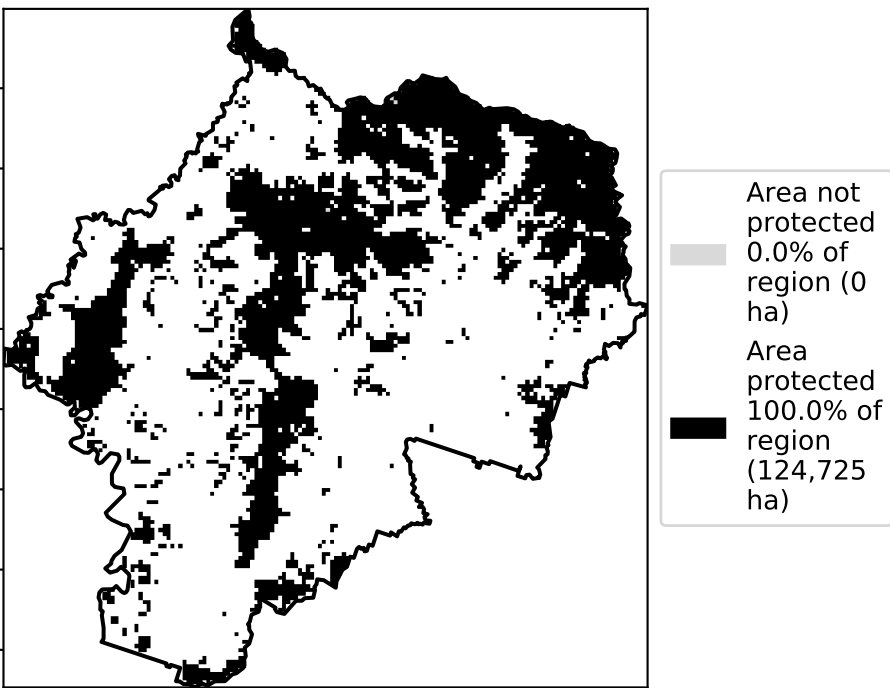 Area not
protected
0.0% of
region (0
ha)
Area
protected
100.0% of
region
(124,725
ha)